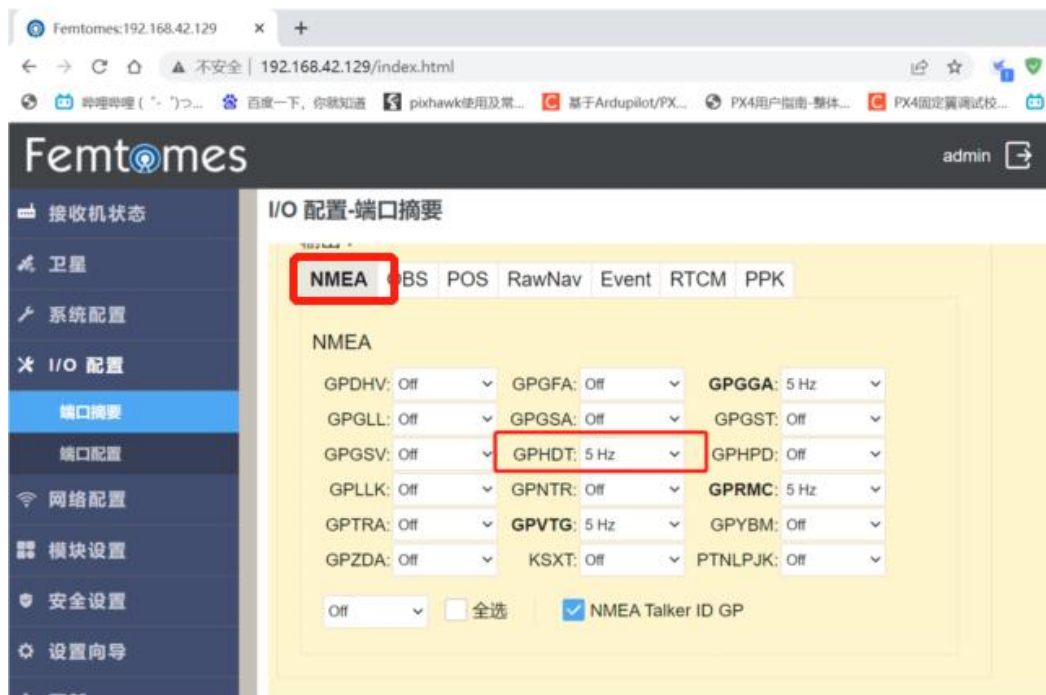 Femtomes:192.168.42.129
不安全 | 192.168.42.129/index.html
哔哩哔哩 ( ゜- ゜)つ... 百度一下，你就知道 pixhawk使用及常... 基于Ardupilot/PX... PX4用户指南-整体... PX4固定翼调试校...
Femtomes
admin
接收机状态
卫星
系统配置
I/O 配置
端口摘要
端口配置
网络配置
模块设置
安全设置
设置向导
I/O 配置-端口摘要
NMEA OBS POS RawNav Event RTCM PPK
NMEA
GPDHV: Off GPGFA: Off GPGGA: 5 Hz
GPGLL: Off GPGSA: Off GPGST: Off
GPGSV: Off GPHDT: 5 Hz GPHPD: Off
GPLLK: Off GPNTR: Off GPRMC: 5 Hz
GPTRA: Off GPVTG: 5 Hz GPYBM: Off
GPZDA: Off KSXT: Off PTNLPJK: Off
Off 全选 NMEA Talker ID GP